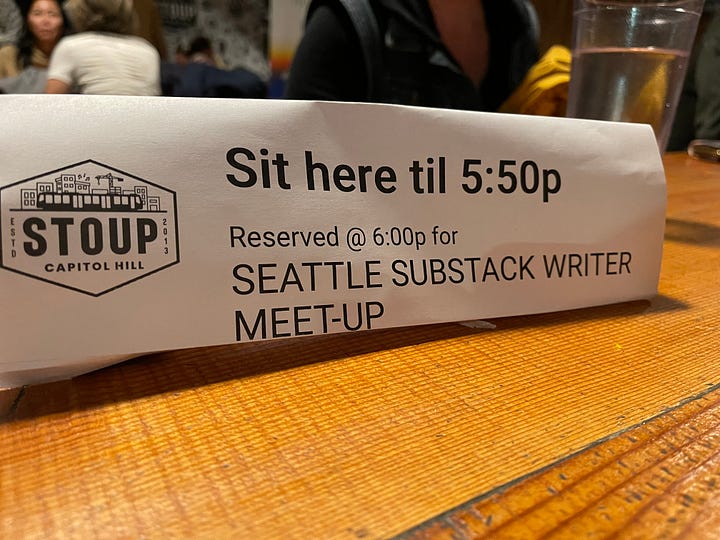 Sit here til 5:50p
Reserved @ 6:00p for
SEATTLE SUBSTACK WRITER
MEET-UP
ESTD
STOUP
2013
CAPITOL HILL